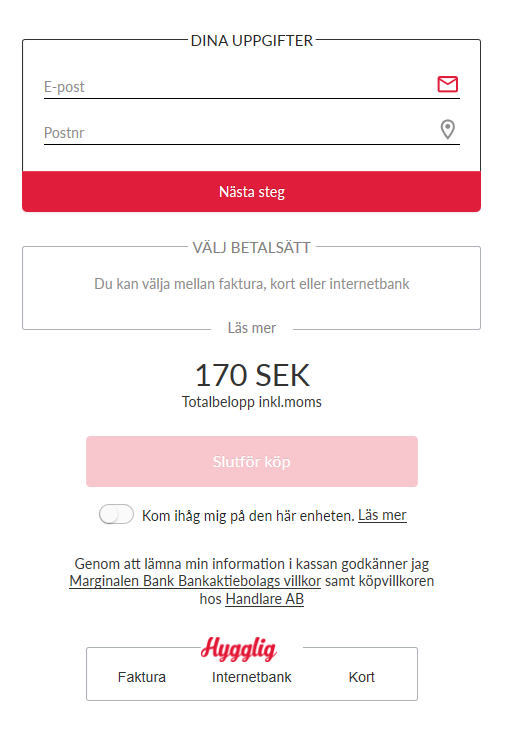 DINA UPPGIFTER
E-post
Postnr
Nästa steg
VÄLJ BETALSÄTT
Du kan välja mellan faktura, kort eller internetbank
Läs mer
170 SEK
Totalbelopp inkl.moms
Slutför köp
Kom ihåg mig på den här enheten. Läs mer
Genom att lämna min information i kassan godkänner jag
Marginalen Bank Bankaktiebolags villkor samt köpvillkoren
hos Handlare AB
Hygglig
Faktura Internetbank Kort